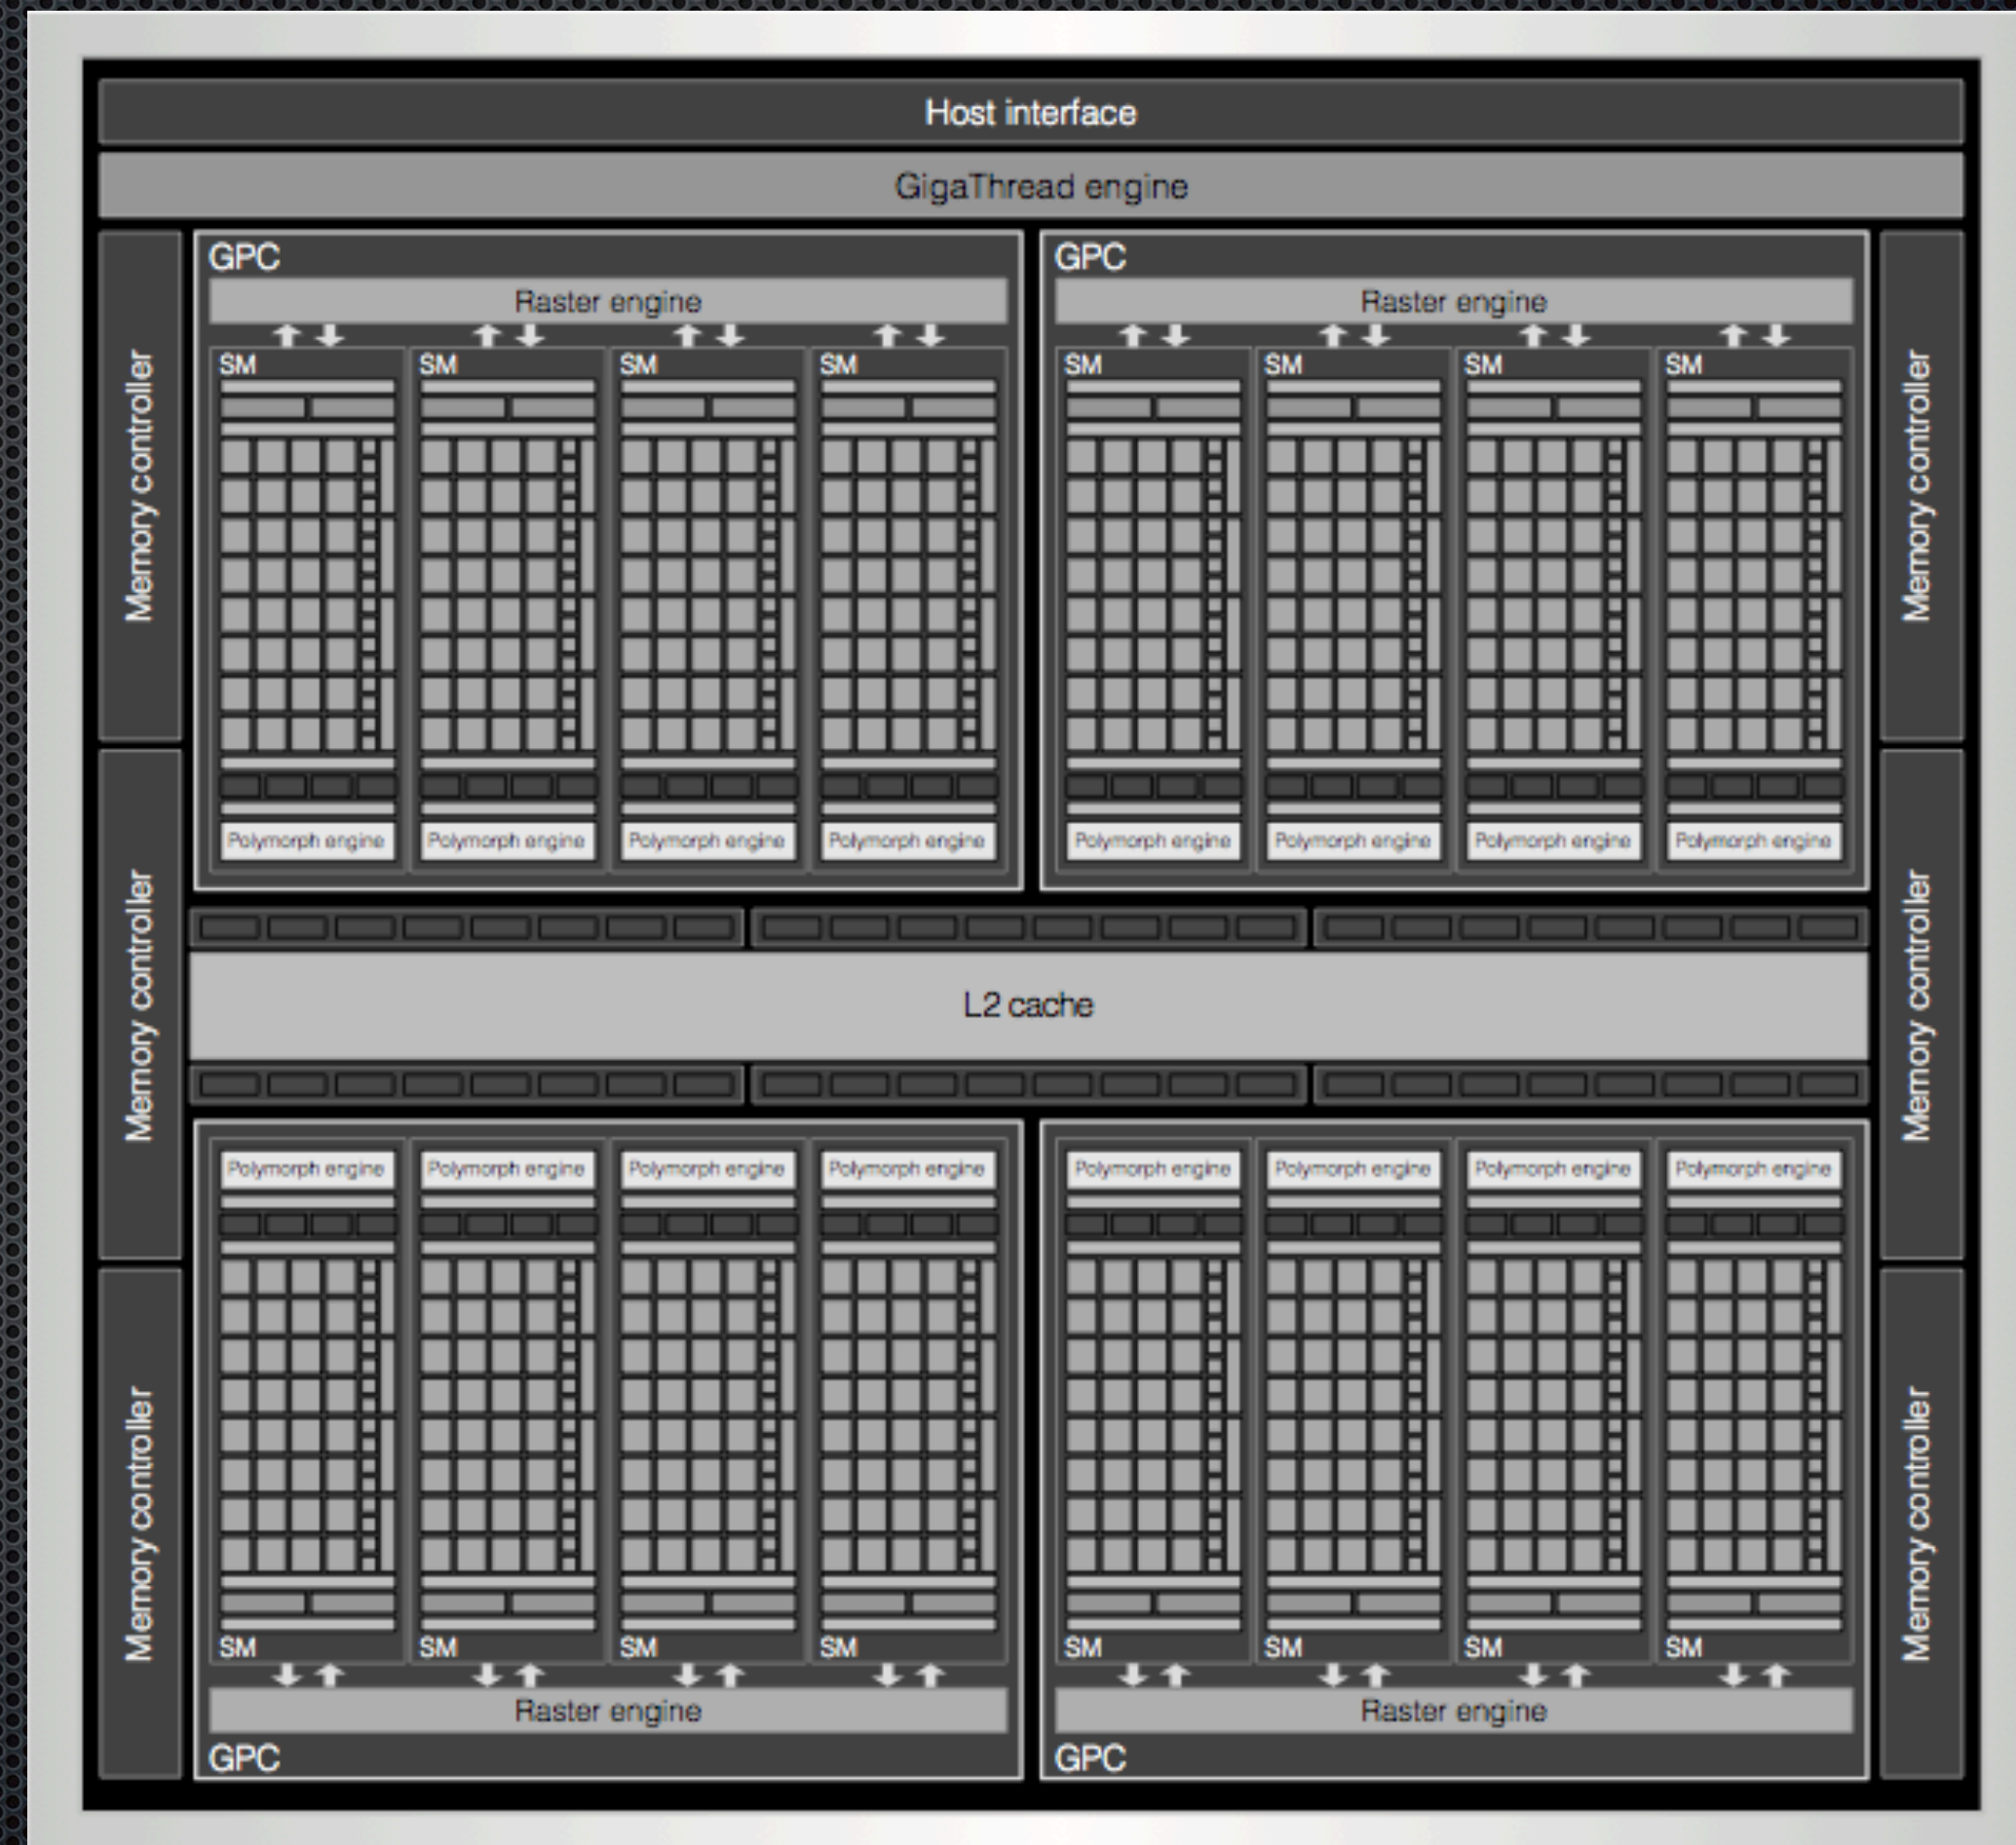 Host interface
GigaThread engine
Memory controller
GPC
Raster engine
SM SM SM SM
Polymorph engine Polymorph engine Polymorph engine Polymorph engine
GPC
Raster engine
SM SM SM SM
Polymorph engine Polymorph engine Polymorph engine Polymorph engine
Memory controller
Memory controller
L2 cache
Memory controller
Memory controller
Polymorph engine Polymorph engine Polymorph engine Polymorph engine
SM SM SM SM
Raster engine
GPC
Polymorph engine Polymorph engine Polymorph engine Polymorph engine
SM SM SM SM
Raster engine
GPC
Memory controller